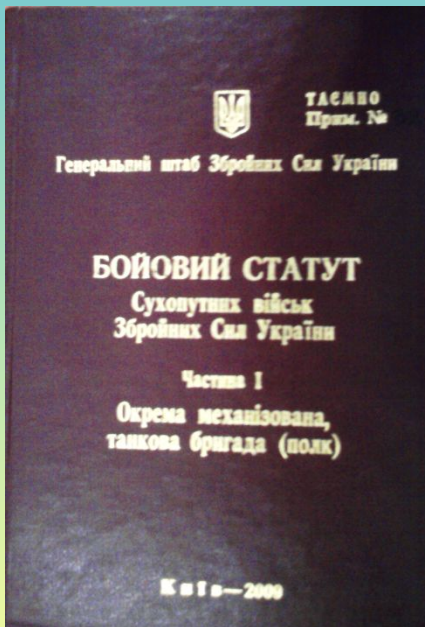 ТАЄМНО
Прим. №
Генеральний штаб Збройних Сил України
БОЙОВИЙ СТАТУТ
Сухопутних військ
Збройних Сил України
Частина I
Окрема механізована,
танкова бригада (полк)
Київ—2009